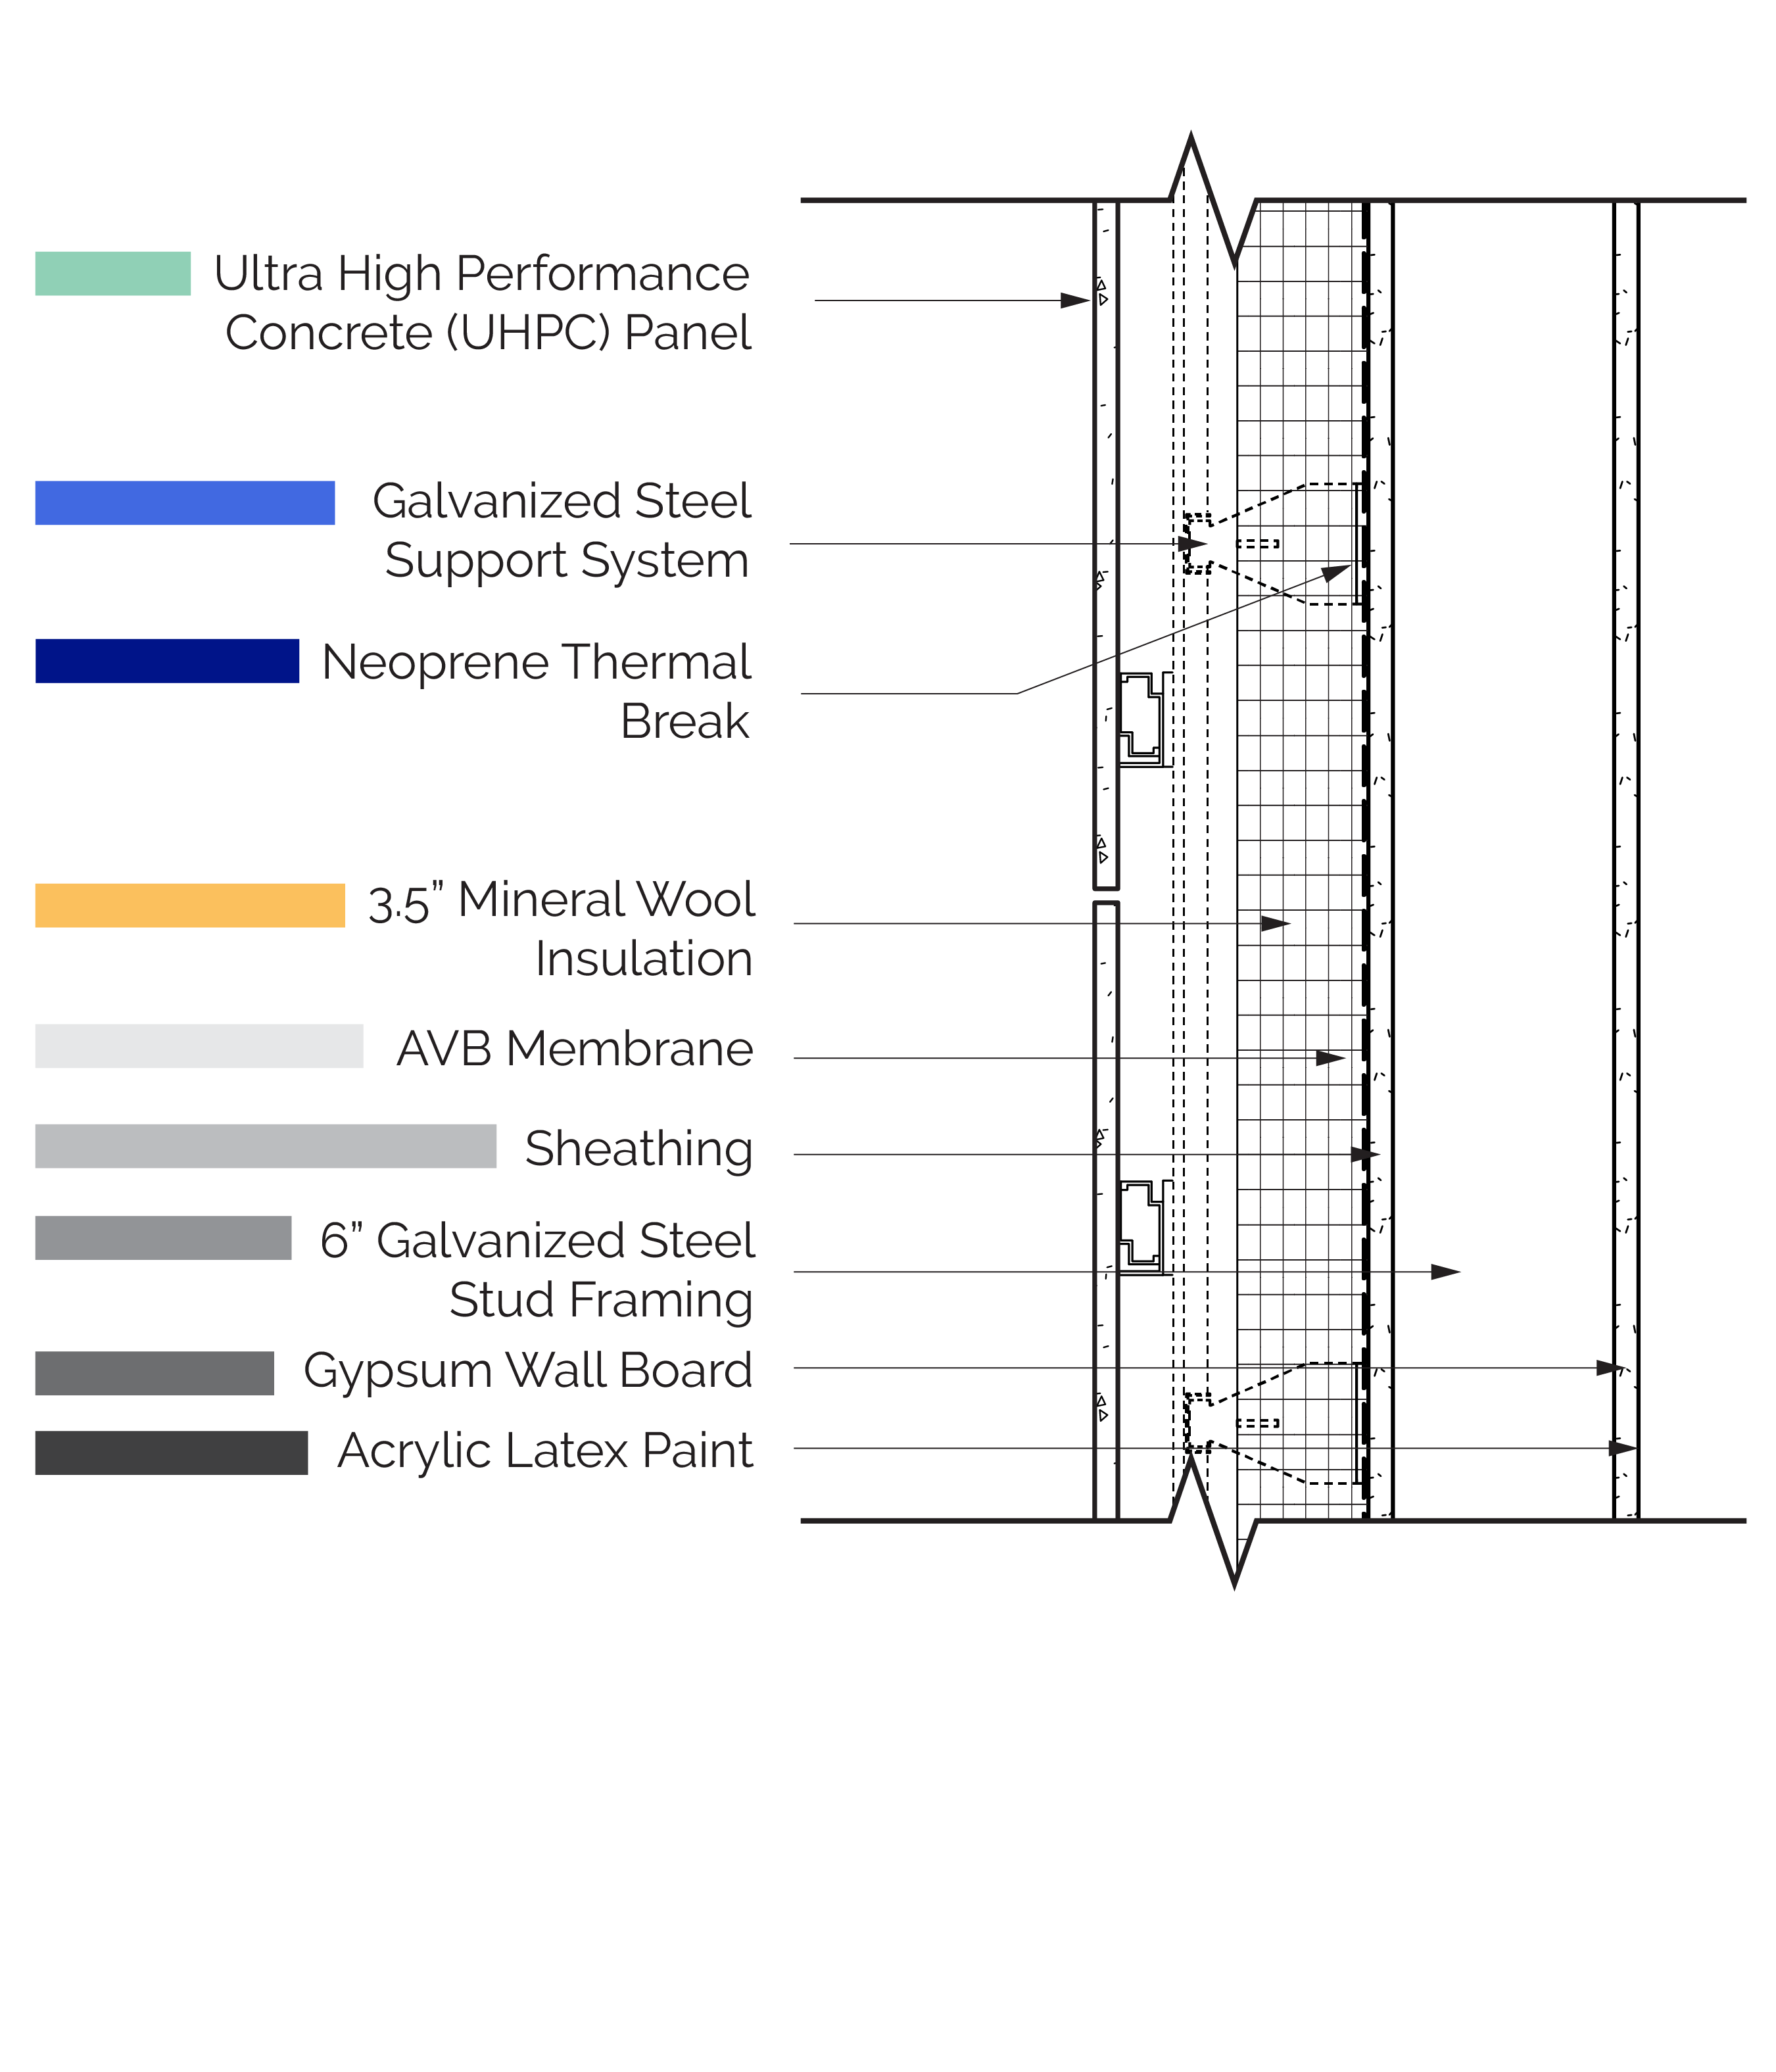 Ultra High Performance
Concrete (UHPC) Panel
Galvanized Steel
Support System
Neoprene Thermal
Break
3.5” Mineral Wool
Insulation
AVB Membrane
Sheathing
6” Galvanized Steel
Stud Framing
Gypsum Wall Board
Acrylic Latex Paint